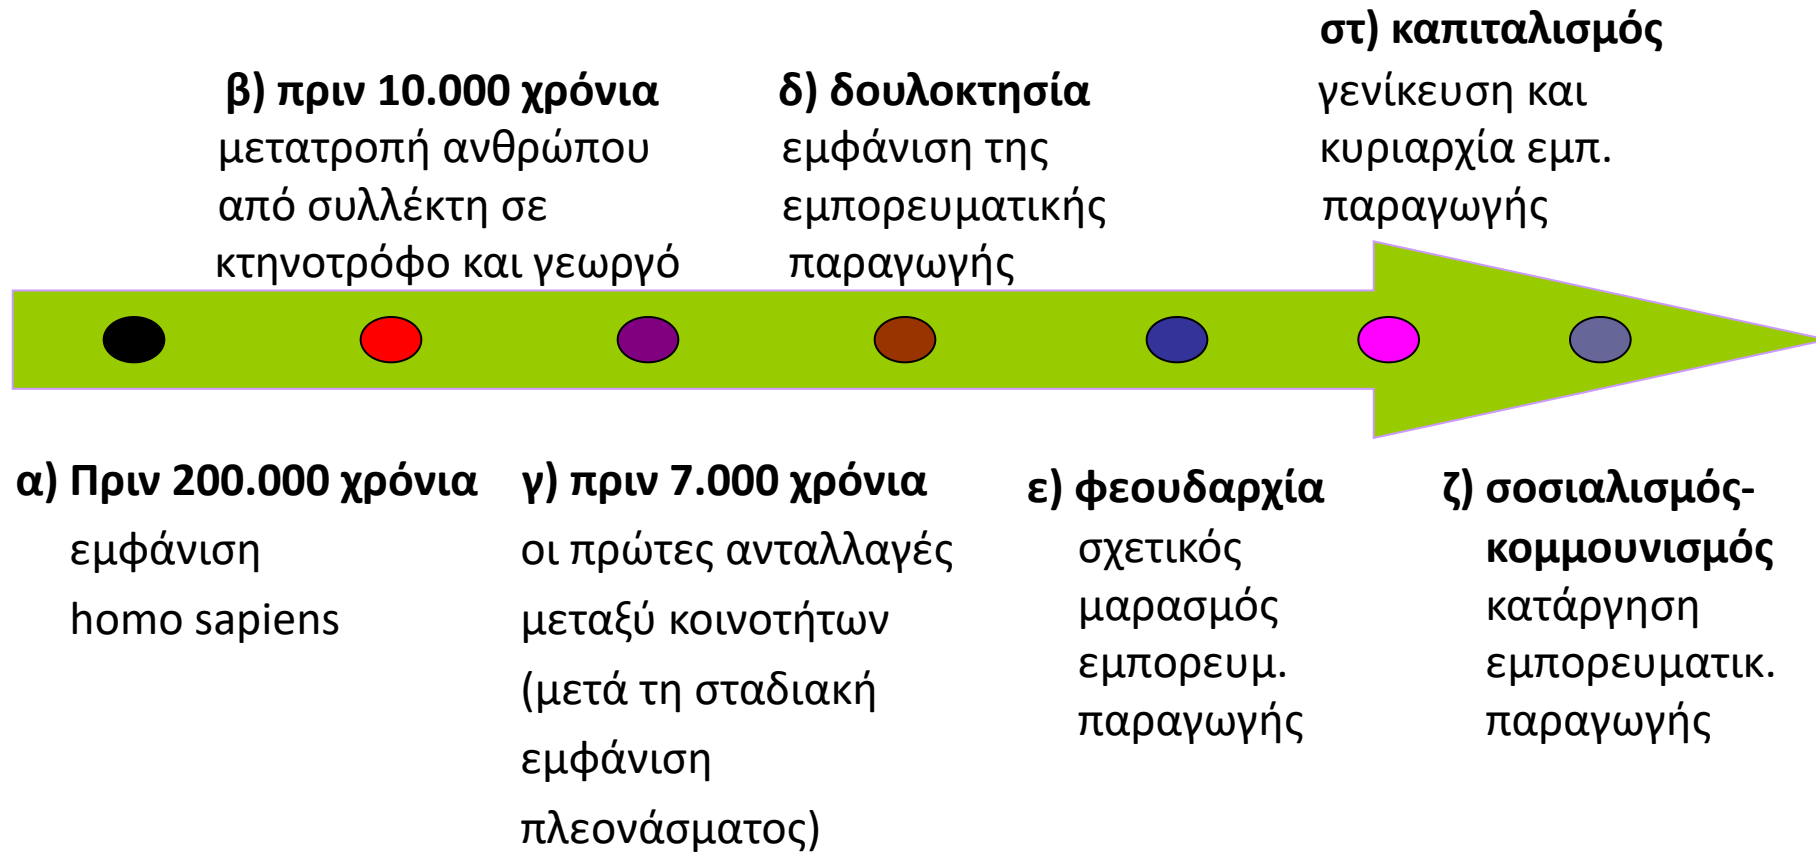 α) Πριν 200.000 χρόνια
εμφάνιση
homo sapiens
β) πριν 10.000 χρόνια
μετατροπή ανθρώπου
από συλλέκτη σε
κτηνοτρόφο και γεωργό
γ) πριν 7.000 χρόνια
οι πρώτες ανταλλαγές
μεταξύ κοινοτήτων
(μετά τη σταδιακή
εμφάνιση
πλεονάσματος)
δ) δουλοκτησία
εμφάνιση της
εμπορευματικής
παραγωγής
ε) φεουδαρχία
σχετικός
μαρασμός
εμπορευμ.
παραγωγής
στ) καπιταλισμός
γενίκευση και
κυριαρχία εμπ.
παραγωγής
ζ) σοσιαλισμός-
κομμουνισμός
κατάργηση
εμπορευματικ.
παραγωγής